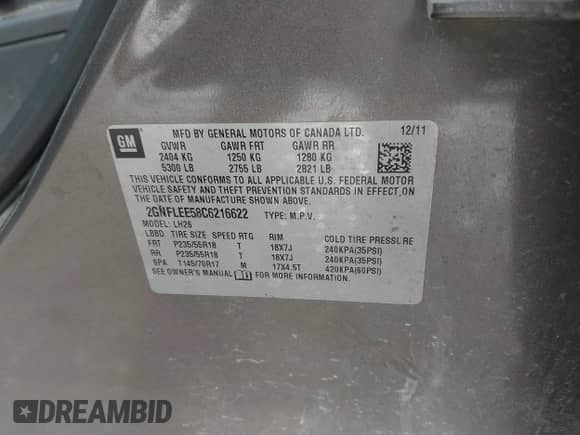 GM
MFD BY GENERAL MOTORS OF CANADA LTD. 12/11
GVWR GAWR FRT GAWR RR
2404 KG 1250 KG 1280 KG
5300 LB 2755 LB 2821 LB
THIS VEHICLE CONFORMS TO ALL APPLICABLE U.S. FEDERAL MOTOR
VEHICLE SAFETY AND THEFT PREVENTION STANDARDS IN EFFECT ON
THE DATE OF MANUFACTURE SHOWN ABOVE.
2GNFLEE58C6216622 TYPE: M.P.V.
MODEL: LH26
LBBD TIRE SIZE SPEED RTG RIM COLD TIRE PRESSURE
FRT P235/55R18 T 18X7J 240KPA(35PSI)
RR P235/55R18 T 18X7J 240KPA(35PSI)
SPA T145/70R17 M 17X4.5T 420KPA(60PSI)
SEE OWNER'S MANUAL FOR MORE INFORMATION.
DREAMBID